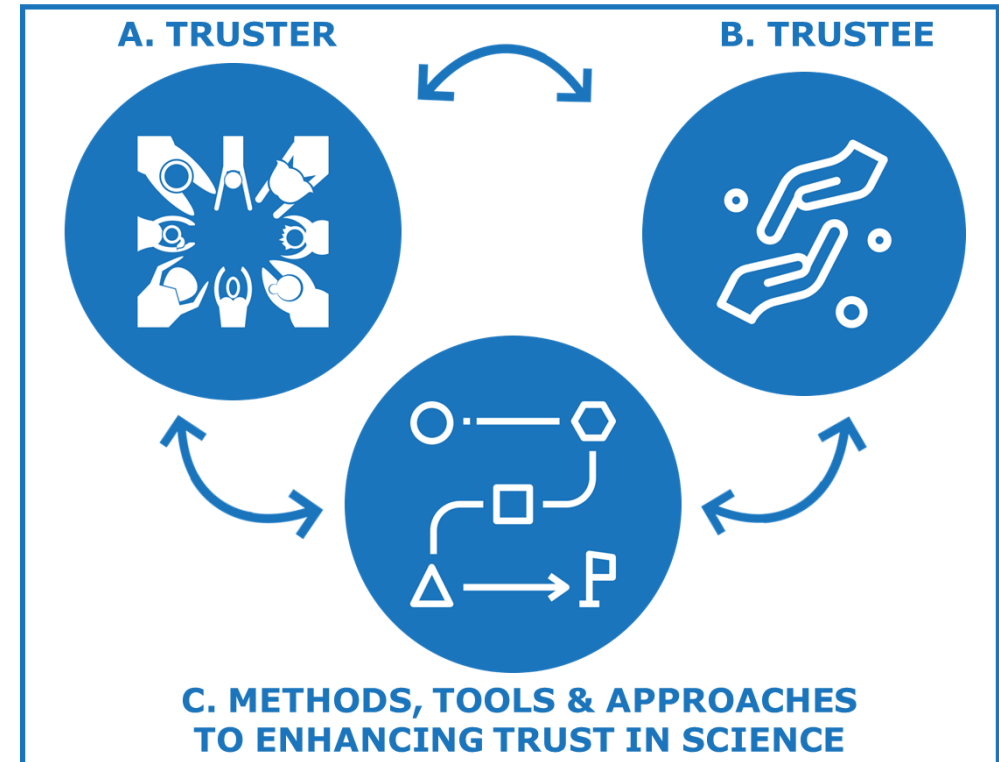 A. TRUSTER
B. TRUSTEE
C. METHODS, TOOLS & APPROACHES
TO ENHANCING TRUST IN SCIENCE